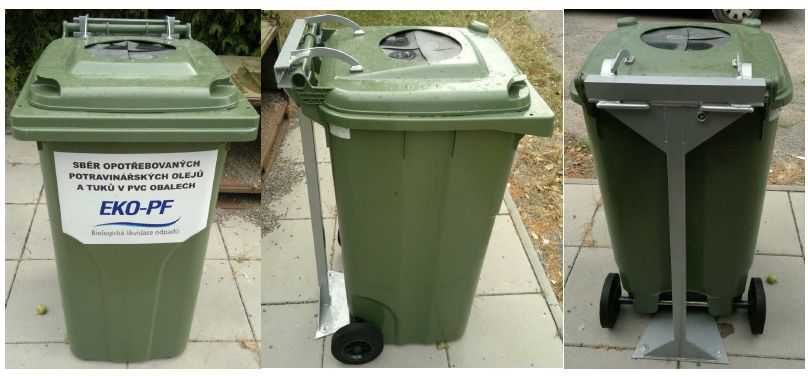 SBĚR OPOTŘEBOVANÝCH
POTRAVINÁŘSKÝCH OLEJŮ
A TUKŮ V PVC OBALECH
EKO-PF
Biologická likvidace odpadů